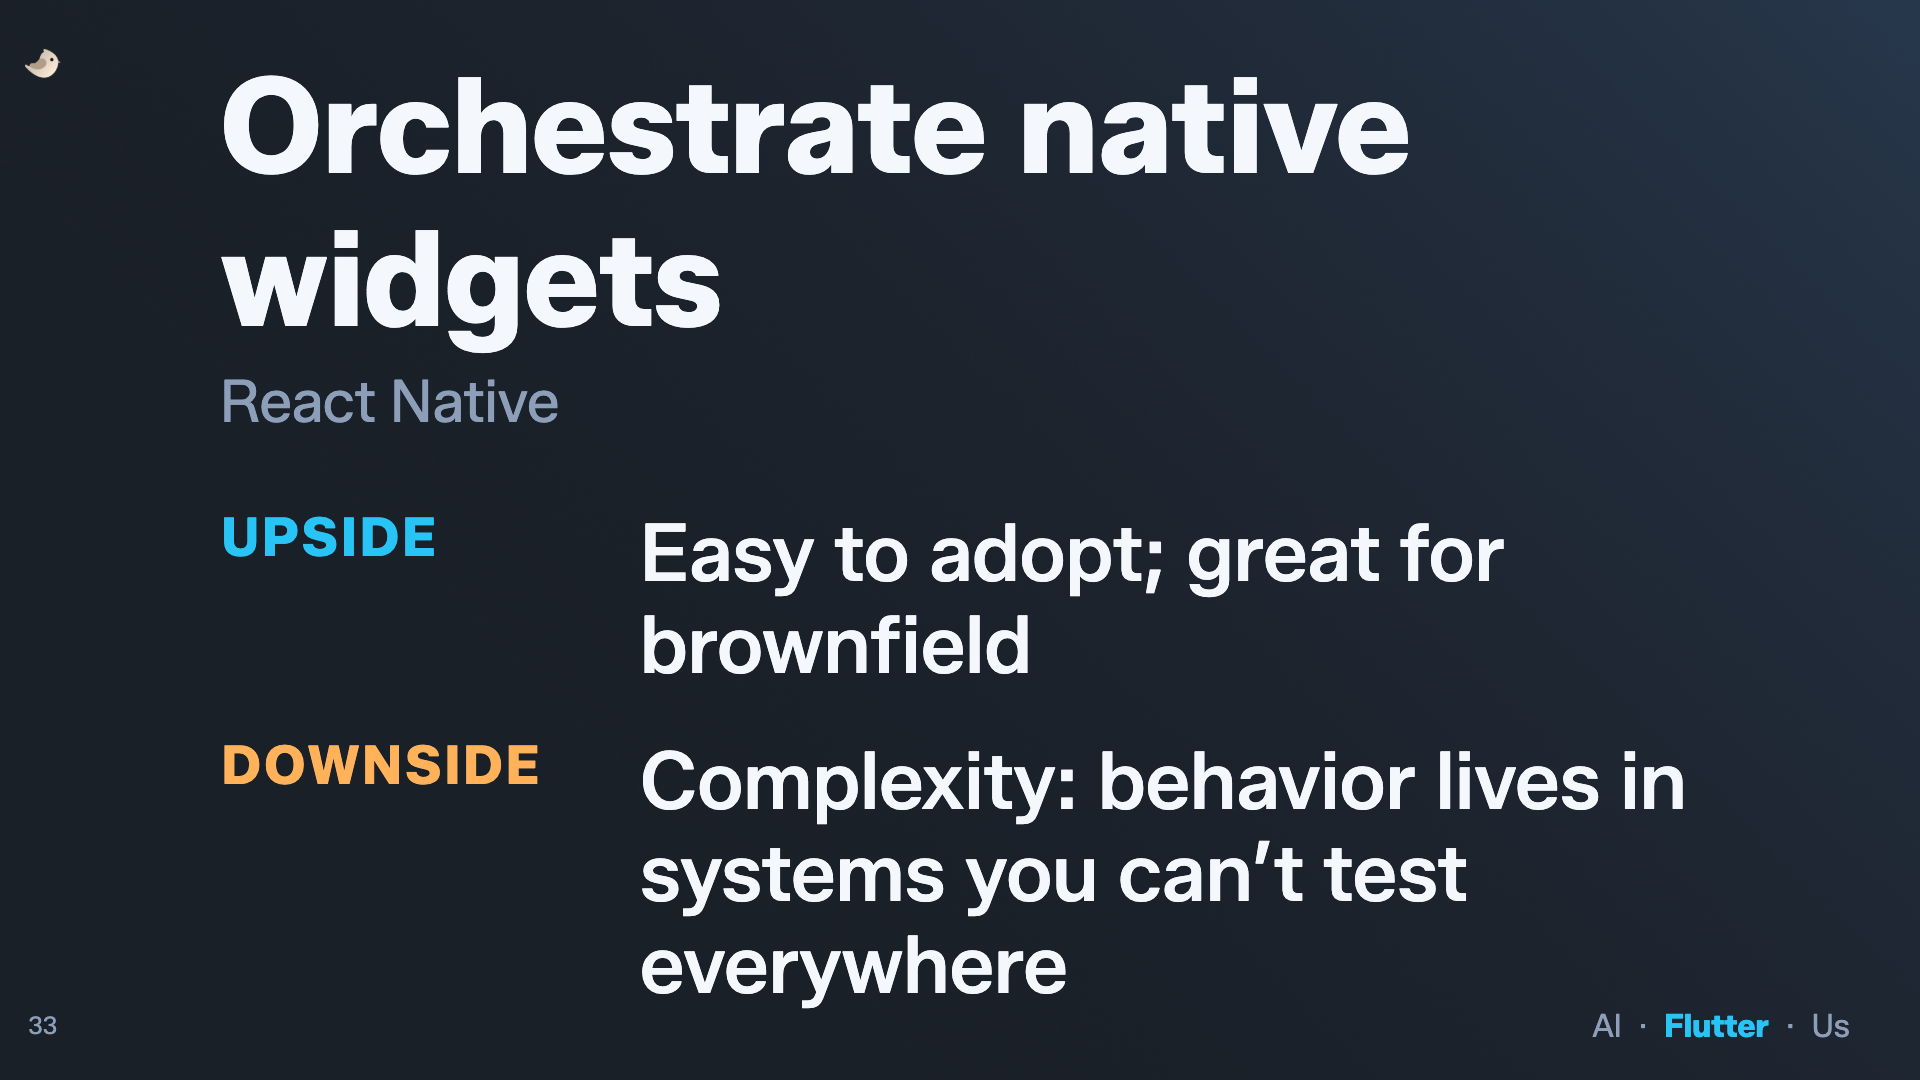 Orchestrate native
widgets
React Native
UPSIDE
Easy to adopt; great for
brownfield
DOWNSIDE
Complexity: behavior lives in
systems you can’t test
everywhere
33
AI · Flutter · Us